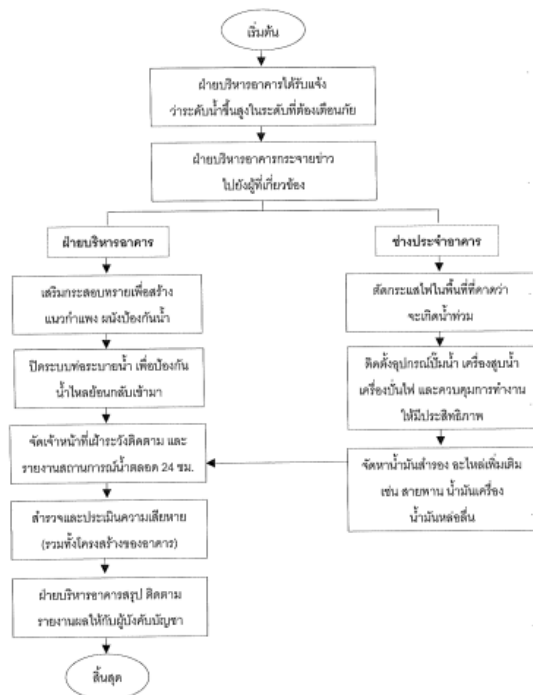 เริ่มต้น
ฝ่ายบริหารอาคารได้รับแจ้ง
ว่าระดับน้ำขึ้นสูงในระดับที่ต้องเตือนภัย
ฝ่ายบริหารอาคารกระจายข่าว
ไปยังผู้ที่เกี่ยวข้อง
ฝ่ายบริหารอาคาร
เสริมกระสอบทรายเพื่อสร้าง
แนวกำแพง ผนังป้องกันน้ำ
ปิดระบบท่อระบายน้ำ เพื่อป้องกัน
น้ำไหลย้อนกลับเข้ามา
จัดเจ้าหน้าที่เฝ้าระวังติดตาม และ
รายงานสถานการณ์น้ำตลอด 24 ชม.
สำรวจและประเมินความเสียหาย
(รวมทั้งโครงสร้างของอาคาร)
ฝ่ายบริหารอาคารสรุป ติดตาม
รายงานผลให้กับผู้บังคับบัญชา
สิ้นสุด
ช่างประจำอาคาร
ตัดกระแสไฟในพื้นที่ที่คาดว่า
จะเกิดน้ำท่วม
ติดตั้งอุปกรณ์ปั๊มน้ำ เครื่องสูบน้ำ
เครื่องปั่นไฟ และควบคุมการทำงาน
ให้มีประสิทธิภาพ
จัดหาน้ำมันสำรอง อะไหล่เพิ่มเติม
เช่น สายพาน น้ำมันเครื่อง
น้ำมันหล่อลื่น